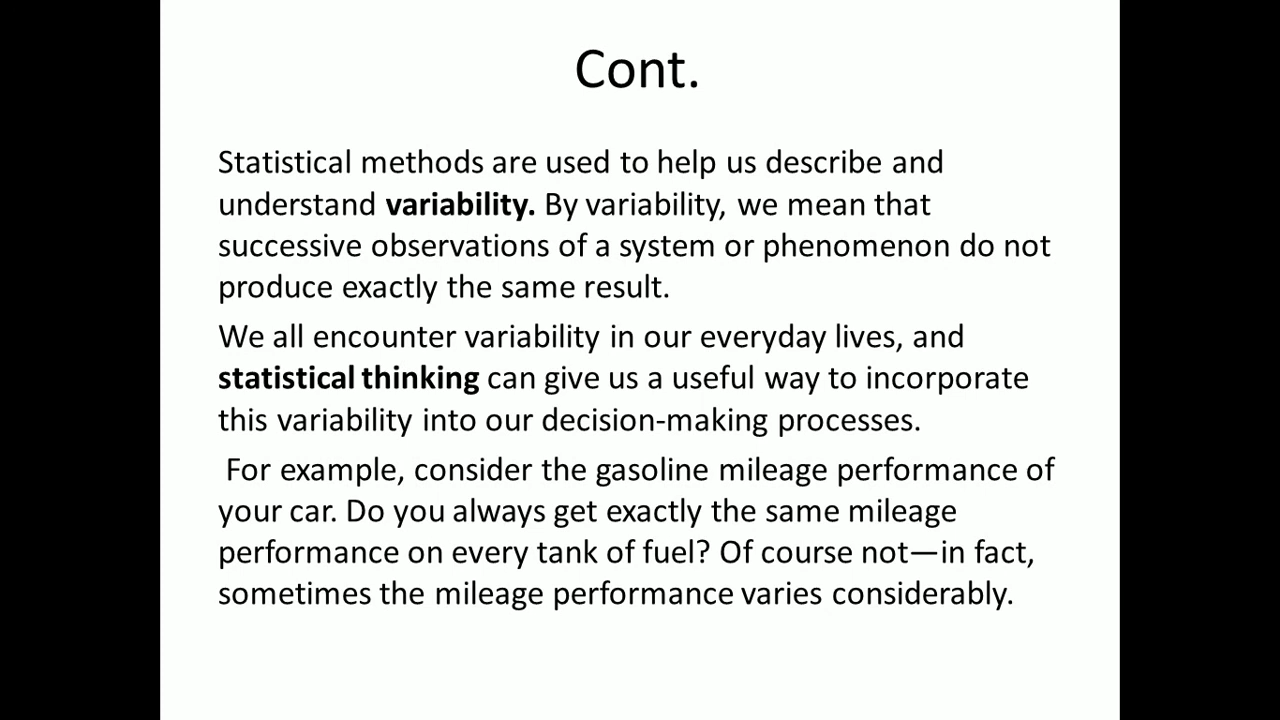 Cont.
Statistical methods are used to help us describe and
understand variability. By variability, we mean that
successive observations of a system or phenomenon do not
produce exactly the same result.
We all encounter variability in our everyday lives, and
statistical thinking can give us a useful way to incorporate
this variability into our decision-making processes.
For example, consider the gasoline mileage performance of
your car. Do you always get exactly the same mileage
performance on every tank of fuel? Of course not—in fact,
sometimes the mileage performance varies considerably.